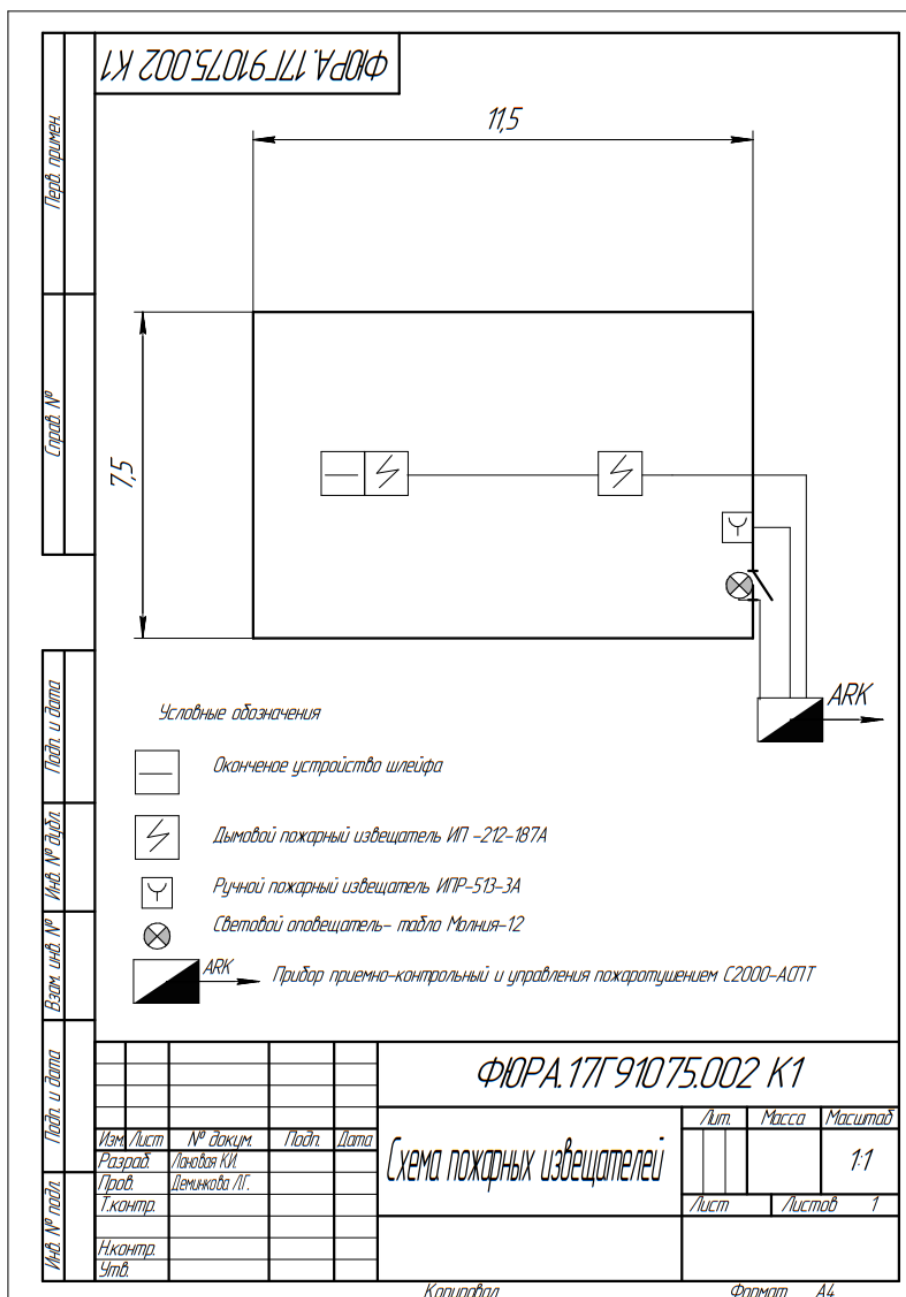 ФЮРА.17Г91075.002 К1
Перв. примен.
11,5
Справ. №
7,5
ARK
Условные обозначения
Оконченое устройство шлейфа
Дымовой пожарный извещатель ИП -212-187А
Ручной пожарный извещатель ИПР-513-3А
Световой оповещатель- табло Молния-12
ARK
Прибор приемно-контрольный и управления пожаротушением С2000-АСПТ
Подп. и дата
Инв. № дубл.
Взам. инв. №
Подп. и дата
Инв. № подл.
ФЮРА.17Г91075.002 К1
Изм. Лист № докум. Подп. Дата
Разраб. Лановая К.И.
Пров. Деминкова Л.Г.
Т.контр.
Н.контр.
Утв.
Схема пожарных извещателей
Лит. Масса Масштаб
1:1
Лист Листов 1
Копировал Формат А4